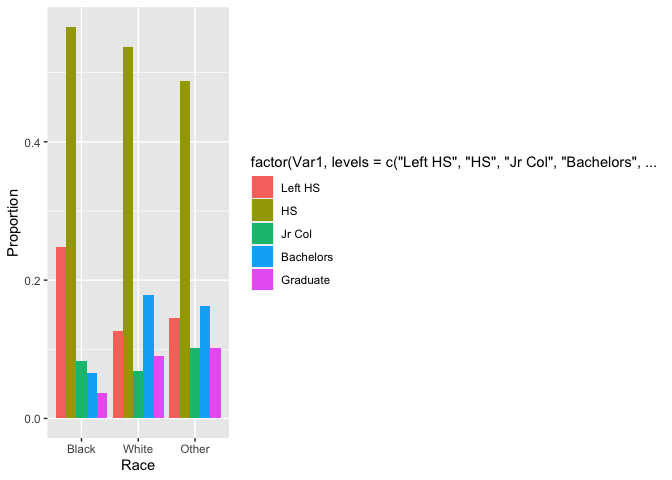 factor(Var1, levels = c("Left HS", "HS", "Jr Col", "Bachelors", ...
Left HS
HS
Jr Col
Bachelors
Graduate
Proportion
0.4
0.2
0.0
Black White Other
Race